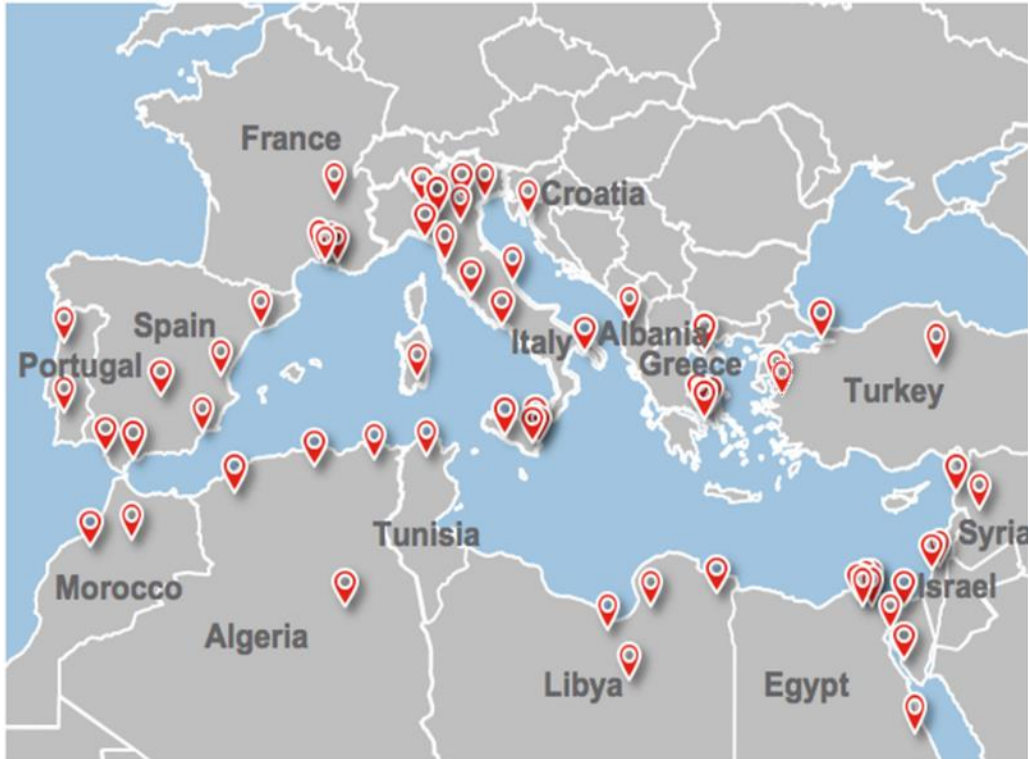 France
Croatia
Spain
Italy
Albania
Portugal
Greece
Turkey
Tunisia
Syria
Morocco
Israel
Algeria
Libya
Egypt